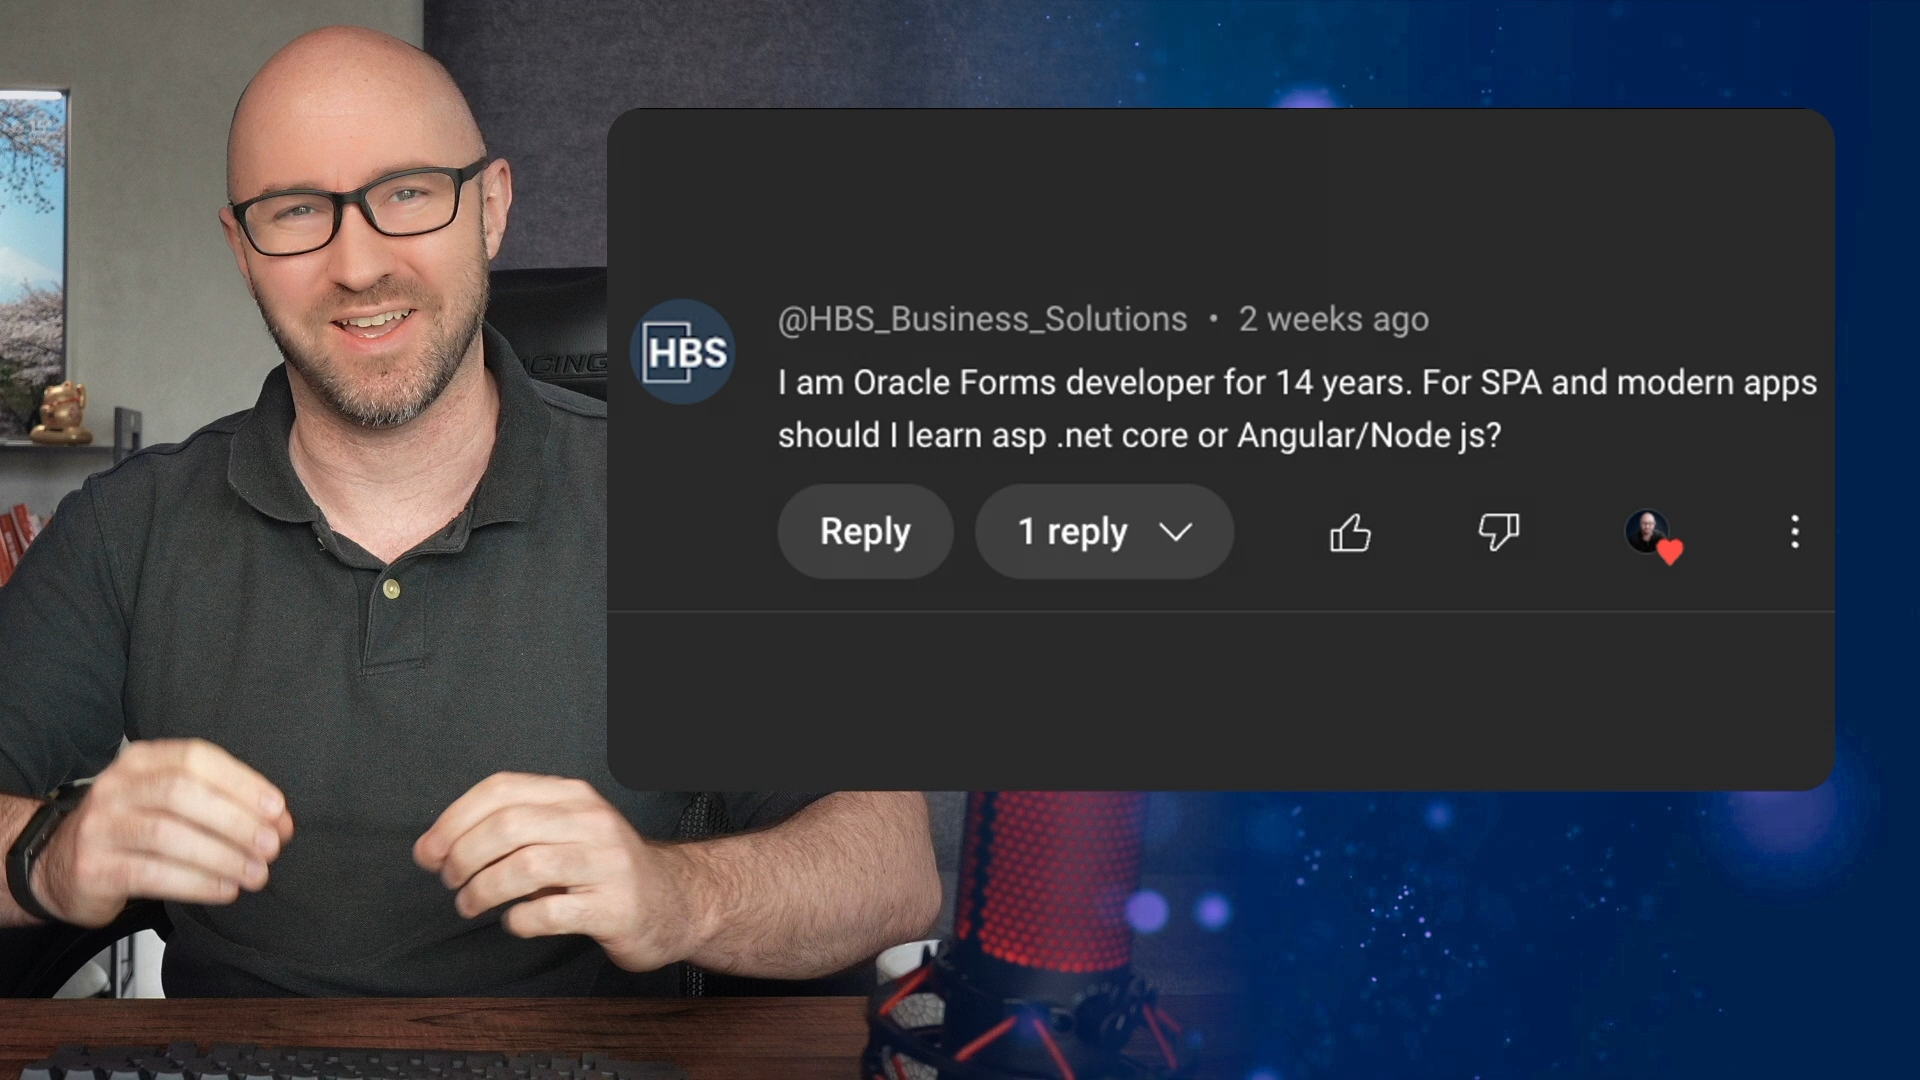 HBS
@HBS_Business_Solutions • 2 weeks ago
I am Oracle Forms developer for 14 years. For SPA and modern apps
should I learn asp .net core or Angular/Node js?
Reply
1 reply